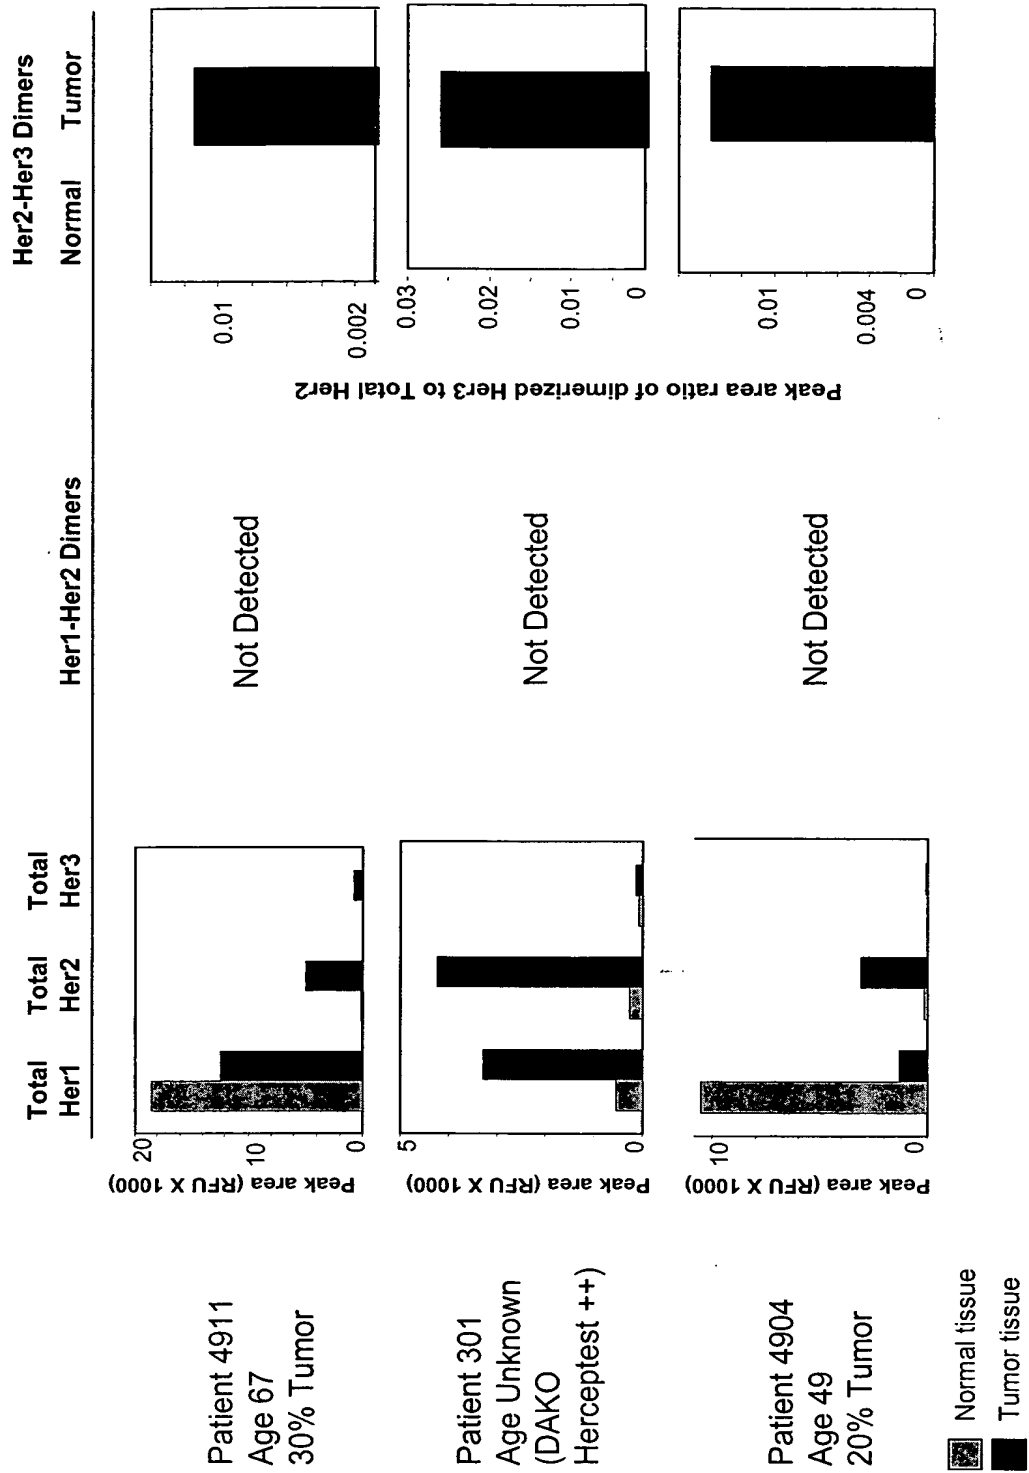 Total Her1
Total Her2
Total Her3
Her1-Her2 Dimers
Her2-Her3 Dimers
Normal Tumor
Patient 4911
Age 67
30% Tumor
Peak area (RFU X 1000)
20
10
0
Not Detected
0.01
0.002
Patient 301
Age Unknown
(DAKO
Herceptest ++)
Peak area (RFU X 1000)
5
0
Not Detected
Peak area ratio of dimerized Her3 to Total Her2
0.03
0.02
0.01
0
Patient 4904
Age 49
20% Tumor
Peak area (RFU X 1000)
10
0
Not Detected
0.01
0.004
0
Normal tissue
Tumor tissue